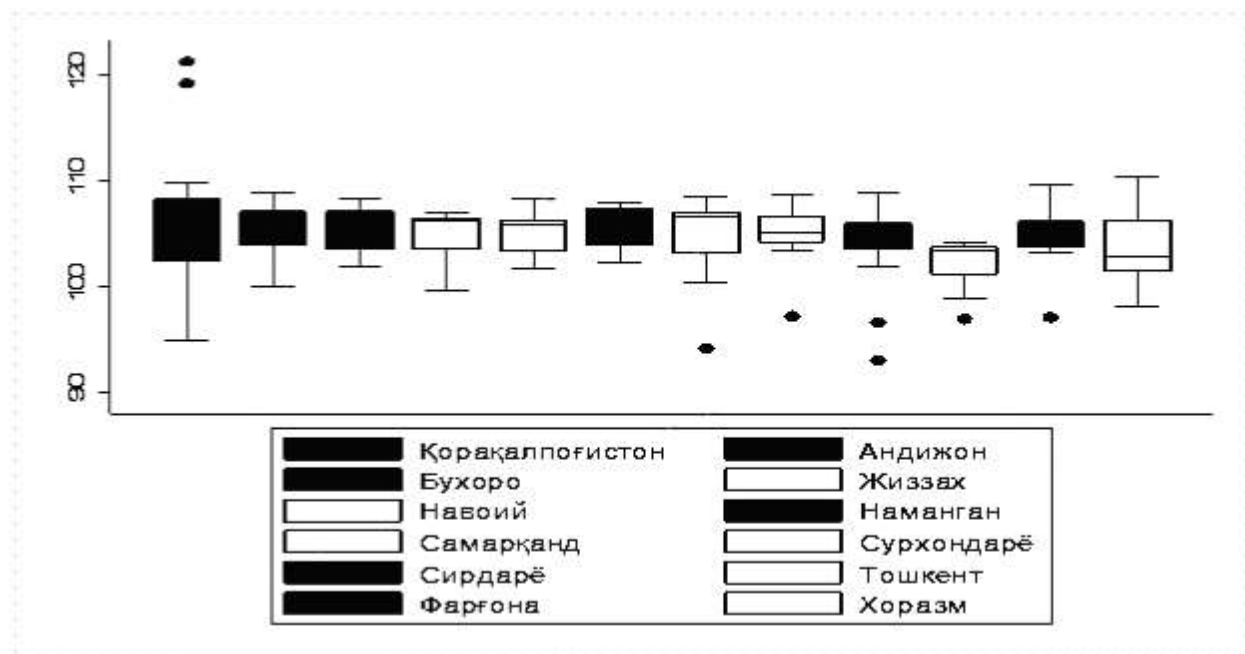 120
110
100
90
Қорақалпоғистон Андижон
Бухоро Жиззах
Навоий Наманган
Самарқанд Сурхондарё
Сирдарё Тошкент
Фарғона Хоразм